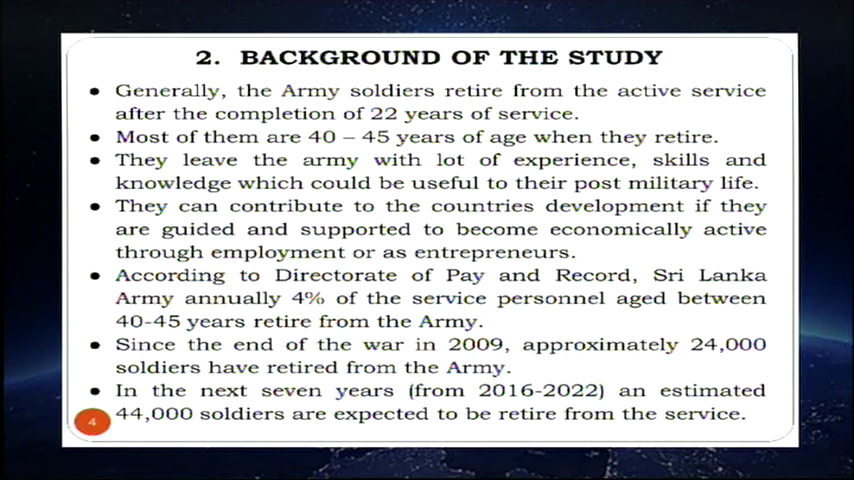 2. BACKGROUND OF THE STUDY
• Generally, the Army soldiers retire from the active service
after the completion of 22 years of service.
• Most of them are 40 – 45 years of age when they retire.
• They leave the army with lot of experience, skills and
knowledge which could be useful to their post military life.
• They can contribute to the countries development if they
are guided and supported to become economically active
through employment or as entrepreneurs.
• According to Directorate of Pay and Record, Sri Lanka
Army annually 4% of the service personnel aged between
40-45 years retire from the Army.
• Since the end of the war in 2009, approximately 24,000
soldiers have retired from the Army.
• In the next seven years (from 2016-2022) an estimated
44,000 soldiers are expected to be retire from the service.
4